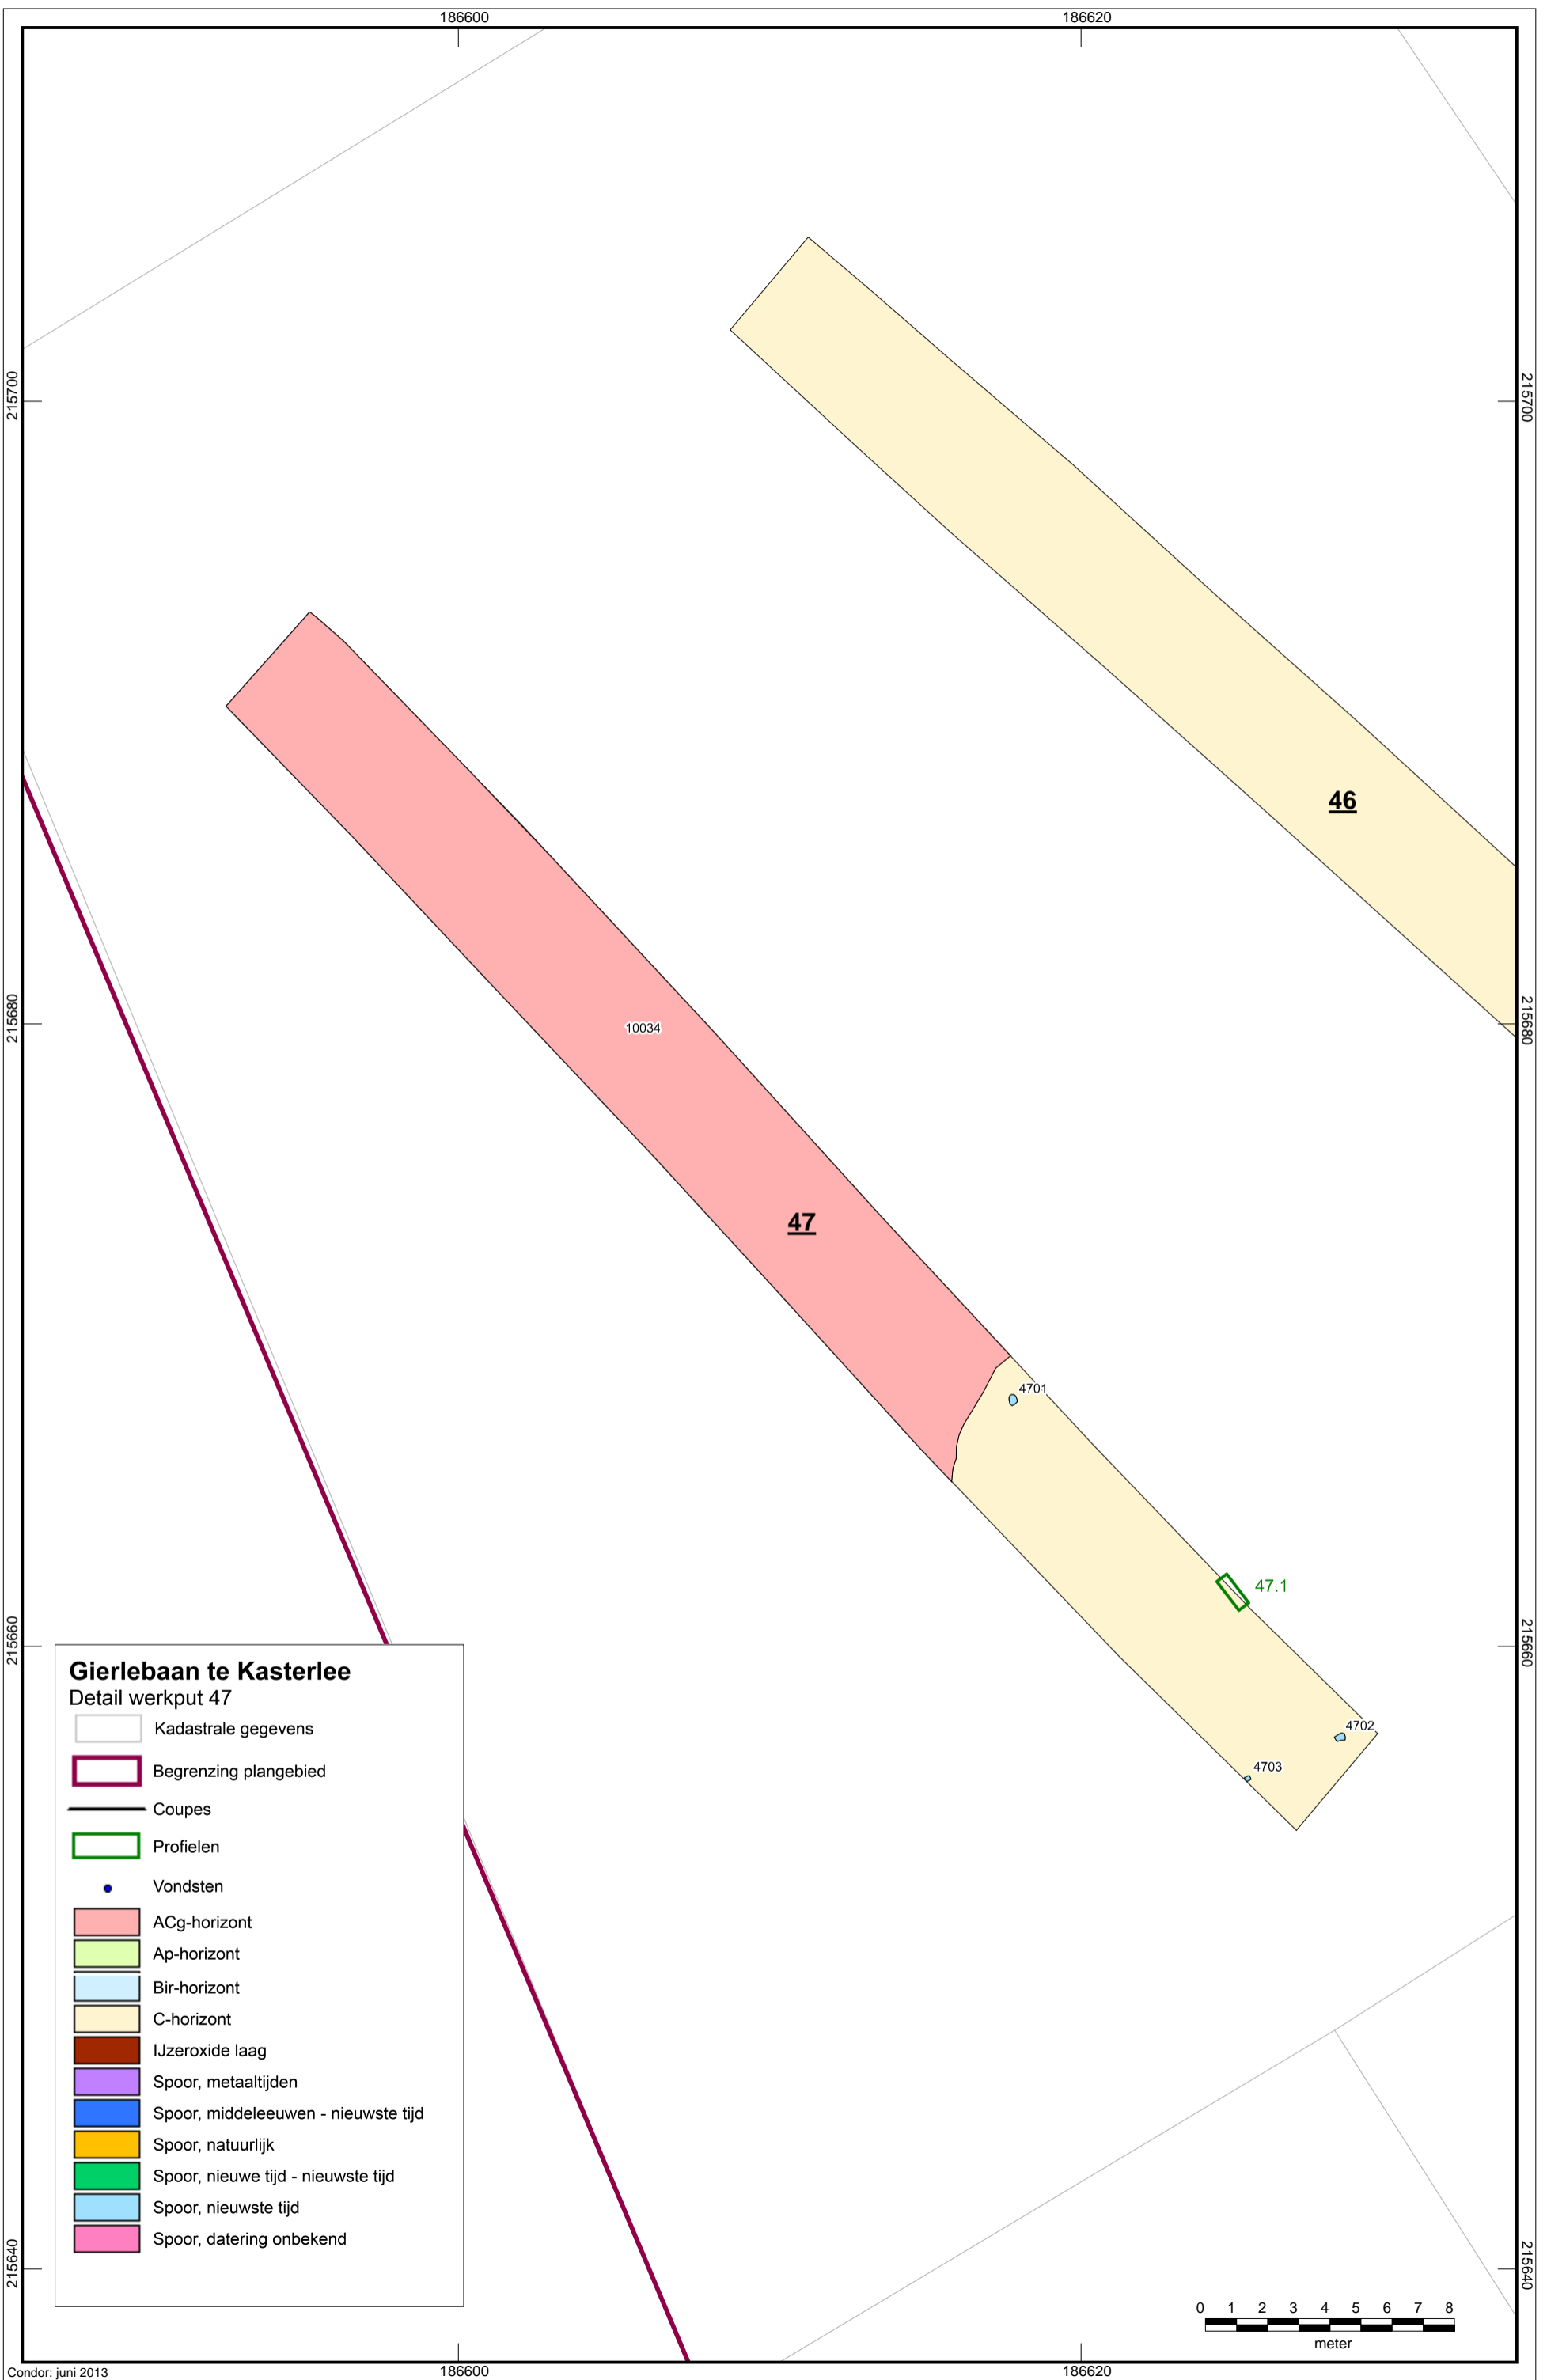 186600
186620
215700
215700
46
215680
215680
10034
47
4701
47.1
215660
215660
4702
4703
Gierlebaan te Kasterlee
Detail werkput 47
Kadastrale gegevens
Begrenzing plangebied
Coupes
Profielen
Vondsten
ACg-horizont
Ap-horizont
Bir-horizont
C-horizont
IJzeroxide laag
Spoor, metaaltijden
Spoor, middeleeuwen - nieuwste tijd
Spoor, natuurlijk
Spoor, nieuwe tijd - nieuwste tijd
Spoor, nieuwste tijd
Spoor, datering onbekend
215640
215640
0 1 2 3 4 5 6 7 8
meter
Condor: juni 2013
186600
186620